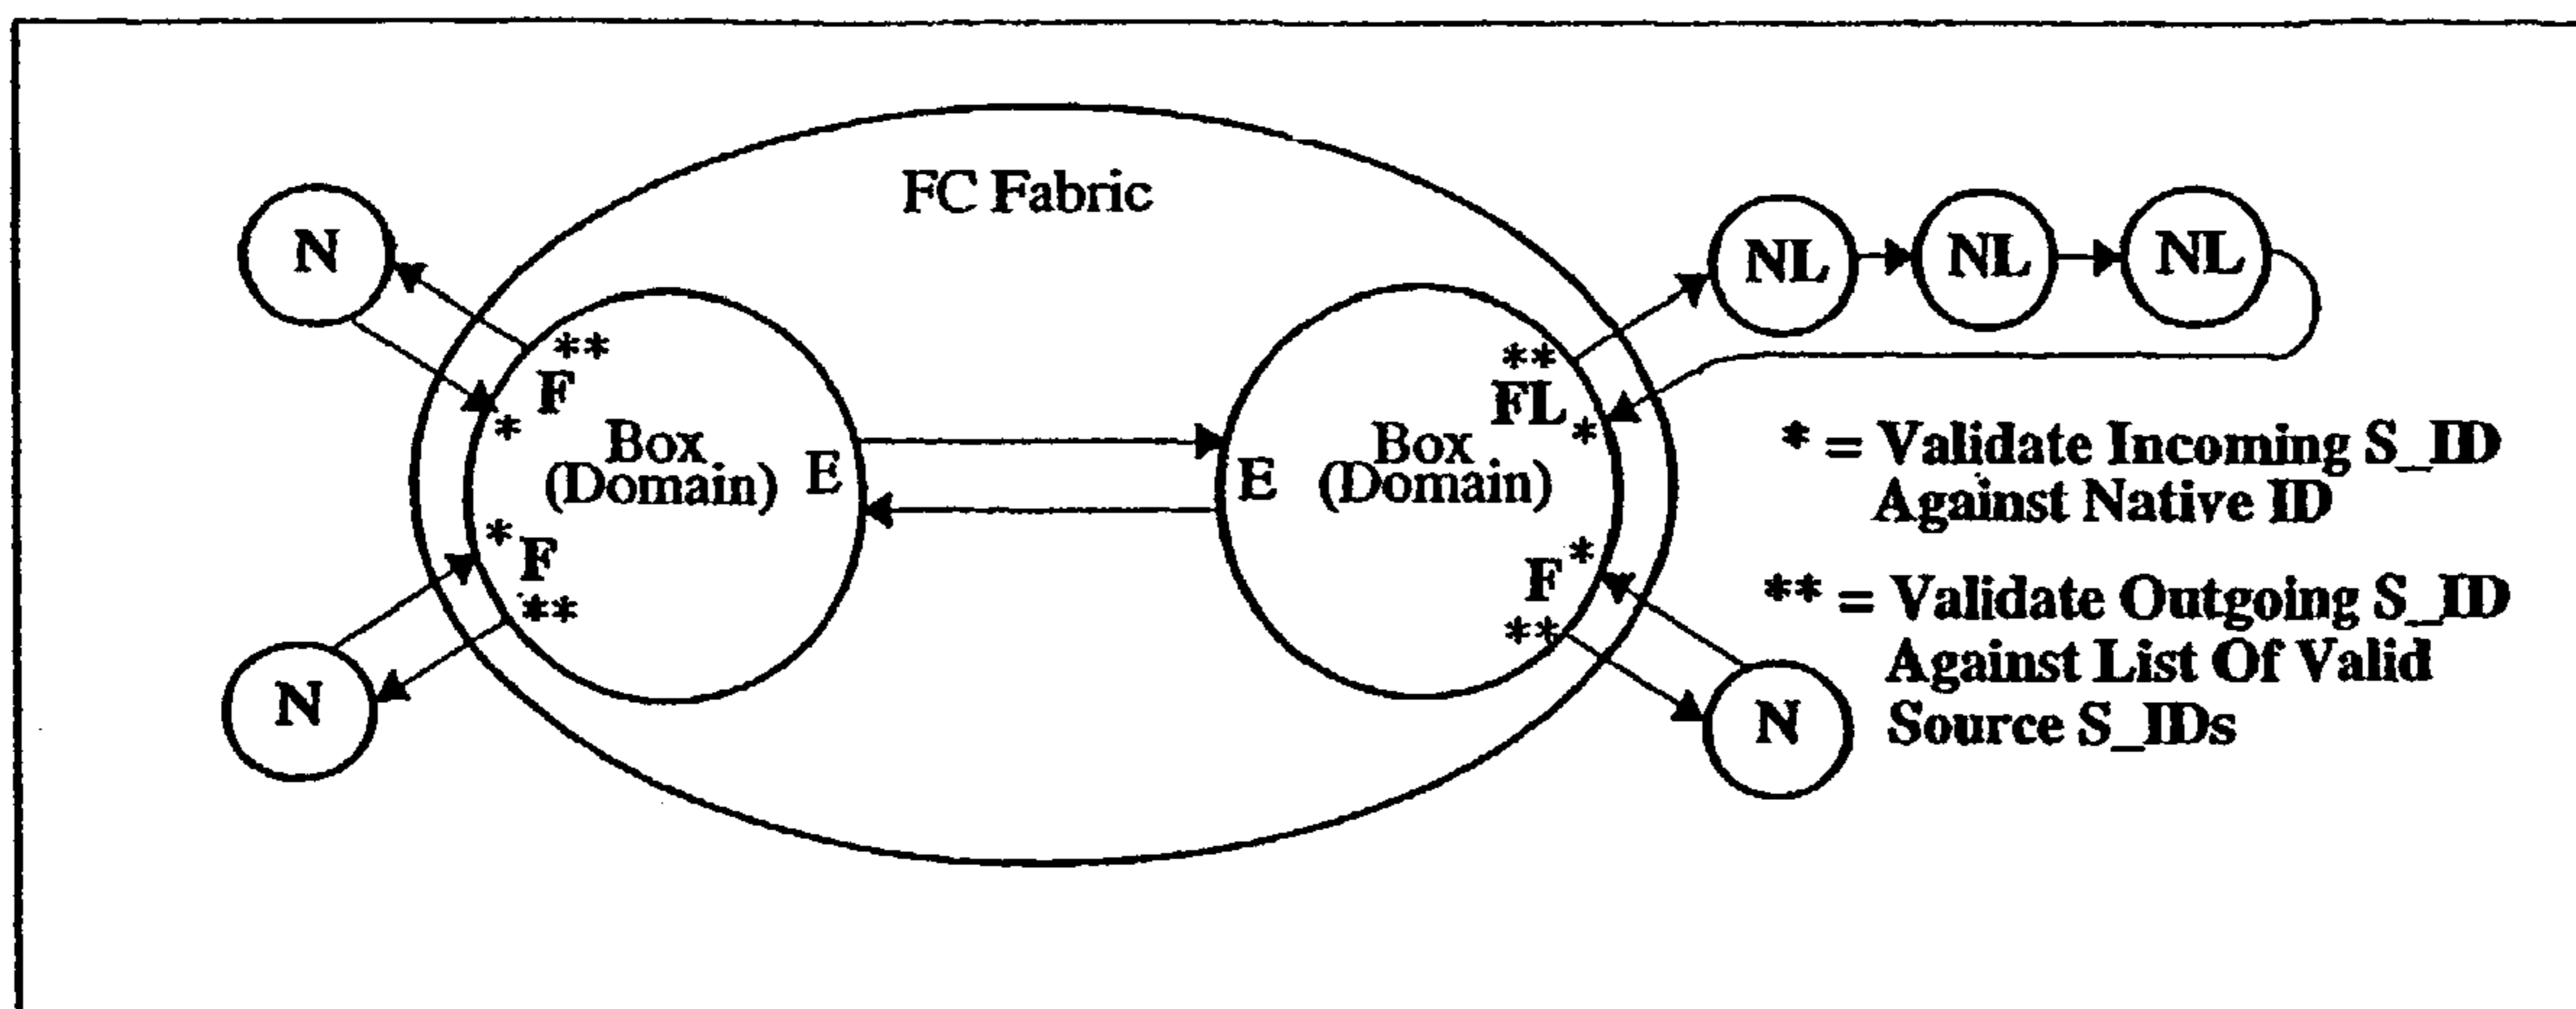 FC Fabric
N
NL
NL
NL
**
F
*
Box
(Domain)
E
*
F
**
N
**
FL
*
Box
(Domain)
E
F
*
**
N
* = Validate Incoming S_ID
Against Native ID
** = Validate Outgoing S_ID
Against List Of Valid
Source S_IDs